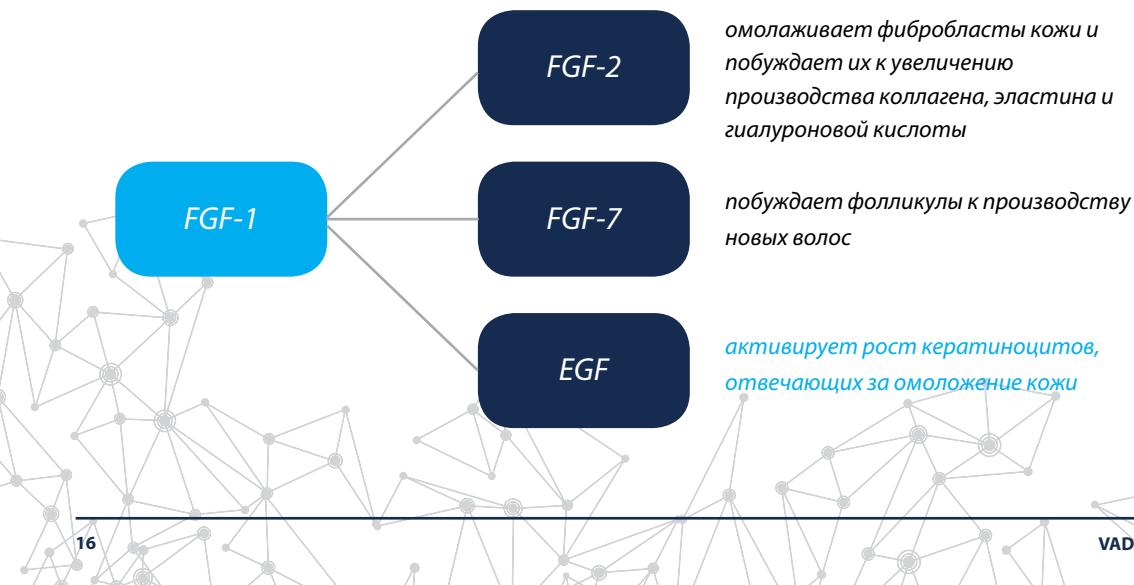 FGF-1
FGF-2
омолаживает фибробласты кожи и
побуждает их к увеличению
производства коллагена, эластина и
гиалуроновой кислоты
FGF-7
побуждает фолликулы к производству
новых волос
EGF
активирует рост кератиноцитов,
отвечающих за омоложение кожи
16
VAD